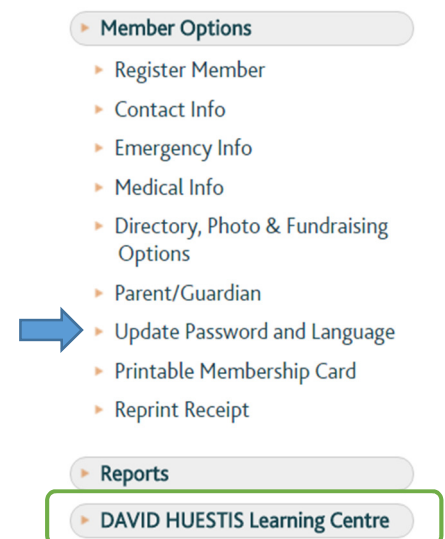 Member Options
Register Member
Contact Info
Emergency Info
Medical Info
Directory, Photo & Fundraising
Options
Parent/Guardian
Update Password and Language
Printable Membership Card
Reprint Receipt
Reports
DAVID HUESTIS Learning Centre